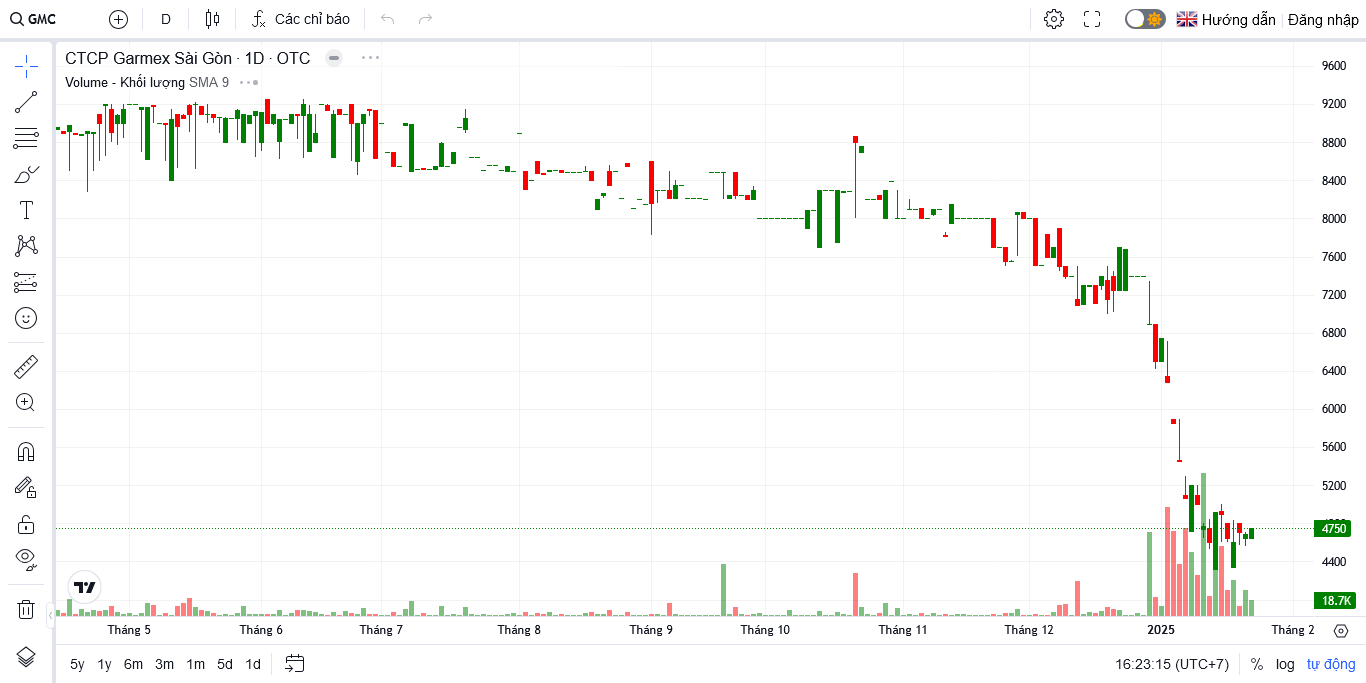 GMC D Các chỉ báo Hướng dẫn Đăng nhập
CTCP Garmex Sài Gòn · 1D · OTC
Volume - Khối lượng SMA 9
9600
9200
8800
8400
8000
7600
7200
6800
6400
6000
5600
5200
4750
4400
18.7K
Tháng 5 Tháng 6 Tháng 7 Tháng 8 Tháng 9 Tháng 10 Tháng 11 Tháng 12 2025 Tháng 2
5y 1y 6m 3m 1m 5d 1d 16:23:15 (UTC+7) % log tự động